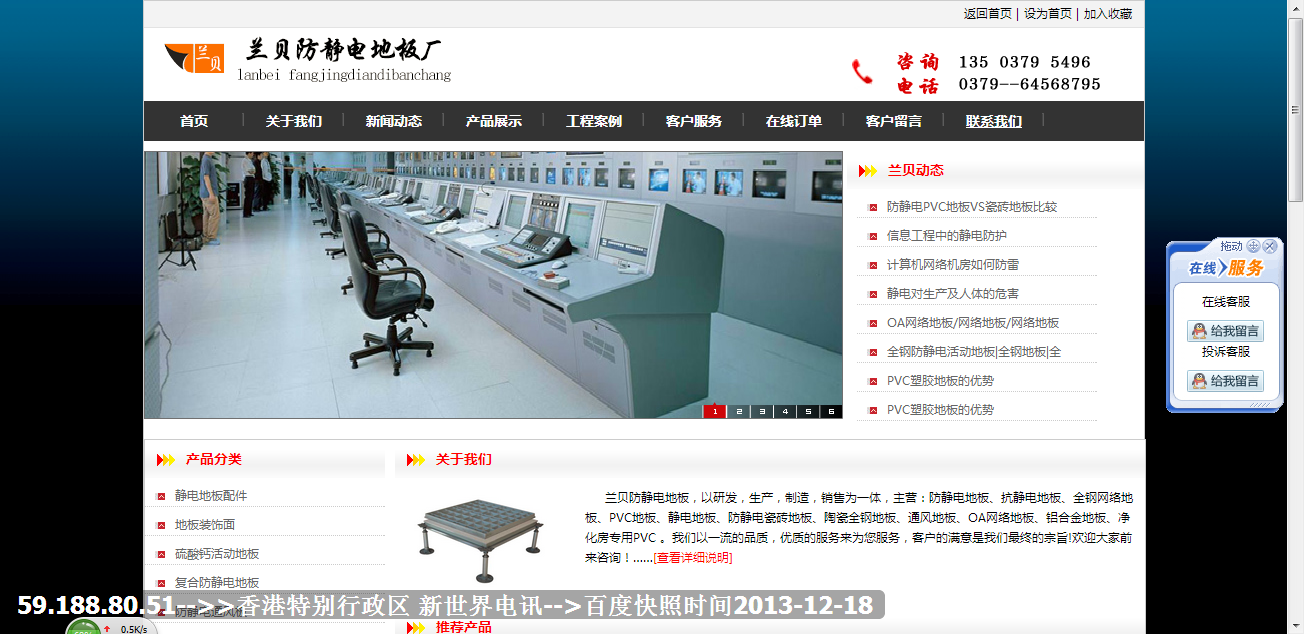 返回首页 | 设为首页 | 加入收藏
兰贝 兰贝防静电地板厂
lanbei fangjingdiandibanchang
咨询 135 0379 5496
电话 0379--64568795
首页 关于我们 新闻动态 产品展示 工程案例 客户服务 在线订单 客户留言 联系我们
1 2 3 4 5 6
兰贝动态
防静电PVC地板VS瓷砖地板比较
信息工程中的静电防护
计算机网络机房如何防雷
静电对生产及人体的危害
OA网络地板/网络地板/网络地板
全钢防静电活动地板|全钢地板|全
PVC塑胶地板的优势
PVC塑胶地板的优势
拖动
在线服务
在线客服
给我留言
投诉客服
给我留言
产品分类
静电地板配件
地板装饰面
硫酸钙活动地板
复合防静电地板
防静电通风板
关于我们
兰贝防静电地板，以研发，生产，制造，销售为一体，主营：防静电地板、抗静电地板、全钢网络地
板、PVC地板、静电地板、防静电瓷砖地板、陶瓷全钢地板、通风地板、OA网络地板、铝合金地板、净
化房专用PVC 。我们以一流的品质，优质的服务来为您服务，客户的满意是我们最终的宗旨!欢迎大家前
来咨询！......[查看详细说明]
推荐产品
59.188.80.51-->>香港特别行政区 新世界电讯-->百度快照时间2013-12-18
0.5K/s